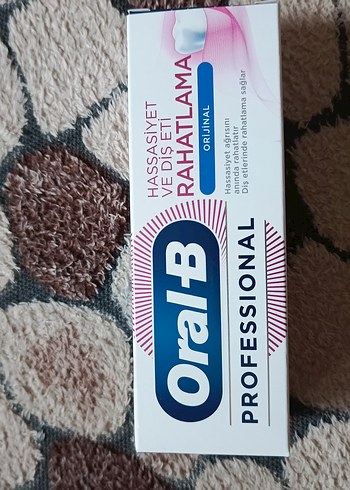 Oral-B
PROFESSIONAL
HASSASİYET
VE DİŞ ETİ
RAHATLAMA
ORİJİNAL
Hassasiyet ağrısını
anında rahatlatır
Diş etlerinde rahatlama sağlar